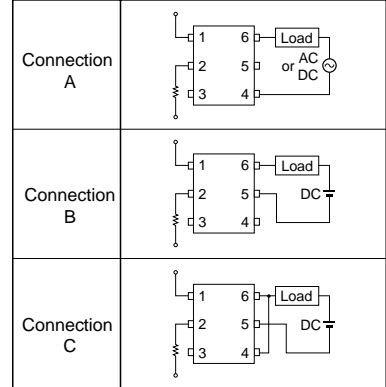 Connection
A
1 6 Load
2 5 or AC
DC
3 4
Connection
B
1 6 Load
2 5 DC
3 4
Connection
C
1 6 Load
2 5 DC
3 4